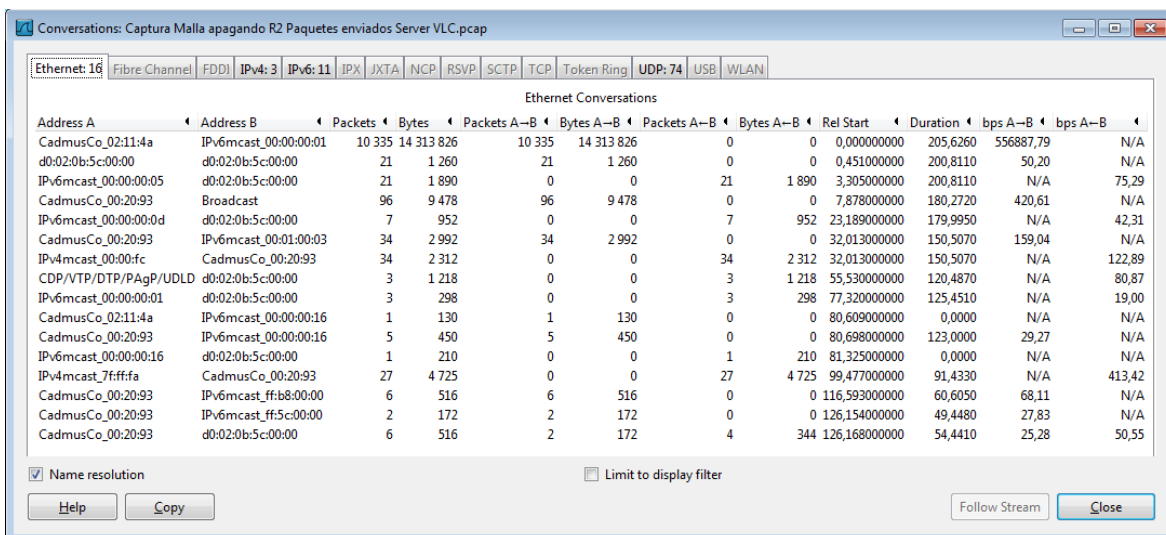 Conversations: Captura Malla apagando R2 Paquetes enviados Server VLC.pcap
Ethernet: 16 Fibre Channel FDDI IPv4: 3 IPv6: 11 IPX JXTA NCP RSVP SCTP TCP Token Ring UDP: 74 USB WLAN
Ethernet Conversations
Address A Address B Packets Bytes Packets A→B Bytes A→B Packets A←B Bytes A←B Rel Start Duration bps A→B bps A←B
CadmusCo_02:11:4a IPv6mcast_00:00:00:01 10 335 14 313 826 10 335 14 313 826 0 0 0,000000000 205,6260 556887,79 N/A
d0:02:0b:5c:00:00 d0:02:0b:5c:00:00 21 1 260 21 1 260 0 0 0,451000000 200,8110 50,20 N/A
IPv6mcast_00:00:00:05 d0:02:0b:5c:00:00 21 1 890 0 0 21 1 890 3,305000000 200,8110 N/A 75,29
CadmusCo_00:20:93 Broadcast 96 9 478 96 9 478 0 0 7,878000000 180,2720 420,61 N/A
IPv6mcast_00:00:00:0d d0:02:0b:5c:00:00 7 952 0 0 7 952 23,189000000 179,9950 N/A 42,31
CadmusCo_00:20:93 IPv6mcast_00:01:00:03 34 2 992 34 2 992 0 0 32,013000000 150,5070 159,04 N/A
IPv4mcast_00:00:fc CadmusCo_00:20:93 34 2 312 0 0 34 2 312 32,013000000 150,5070 N/A 122,89
CDP/VTP/DTP/PAgP/UDLD d0:02:0b:5c:00:00 3 1 218 0 0 3 1 218 55,530000000 120,4870 N/A 80,87
IPv6mcast_00:00:00:01 d0:02:0b:5c:00:00 3 298 0 0 3 298 77,320000000 125,4510 N/A 19,00
CadmusCo_02:11:4a IPv6mcast_00:00:00:16 1 130 1 130 0 0 80,609000000 0,0000 N/A N/A
CadmusCo_00:20:93 IPv6mcast_00:00:00:16 5 450 5 450 0 0 80,698000000 123,0000 29,27 N/A
IPv6mcast_00:00:00:16 d0:02:0b:5c:00:00 1 210 0 0 1 210 81,325000000 0,0000 N/A N/A
IPv4mcast_7f:ff:fa CadmusCo_00:20:93 27 4 725 0 0 27 4 725 99,477000000 91,4330 N/A 413,42
CadmusCo_00:20:93 IPv6mcast_ff:b8:00:00 6 516 6 516 0 0 116,593000000 60,6050 68,11 N/A
CadmusCo_00:20:93 IPv6mcast_ff:5c:00:00 2 172 2 172 0 0 126,154000000 49,4480 27,83 N/A
CadmusCo_00:20:93 d0:02:0b:5c:00:00 6 516 2 172 4 344 126,168000000 54,4410 25,28 50,55
Name resolution Limit to display filter
Help Copy Follow Stream Close